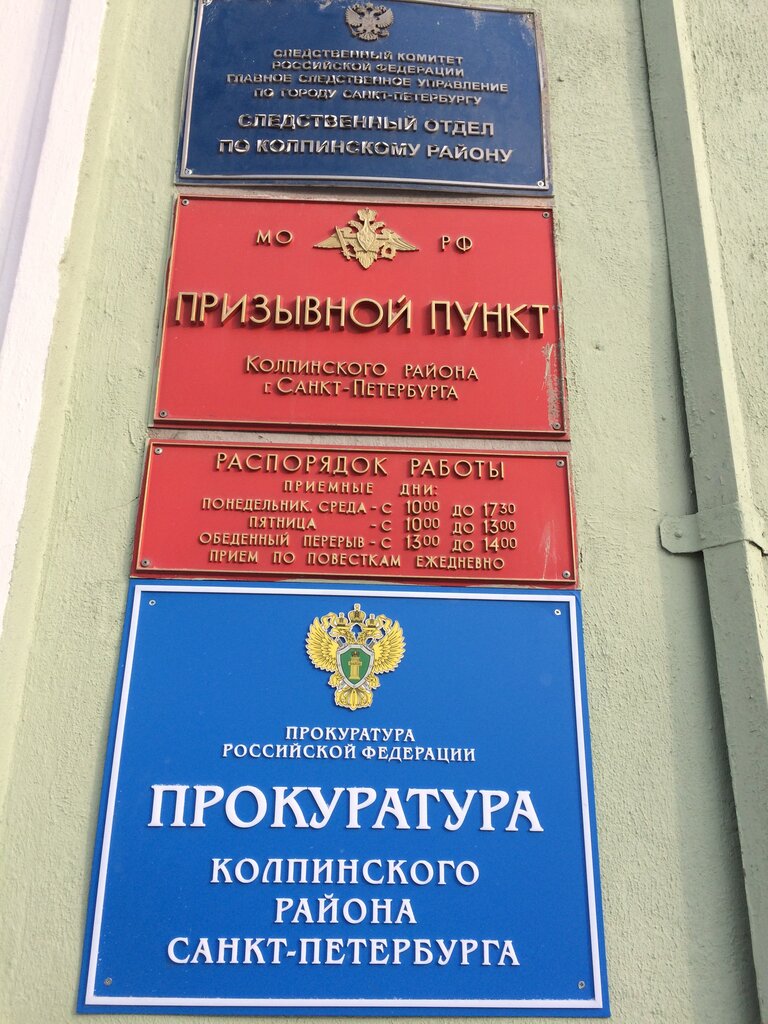 СЛЕДСТВЕННЫЙ КОМИТЕТ
РОССИЙСКОЙ ФЕДЕРАЦИИ
ГЛАВНОЕ СЛЕДСТВЕННОЕ УПРАВЛЕНИЕ
ПО ГОРОДУ САНКТ-ПЕТЕРБУРГУ
СЛЕДСТВЕННЫЙ ОТДЕЛ
ПО КОЛПИНСКОМУ РАЙОНУ
МО РФ
ПРИЗЫВНОЙ ПУНКТ
КОЛПИНСКОГО РАЙОНА
Г. САНКТ-ПЕТЕРБУРГА
РАСПОРЯДОК РАБОТЫ
ПРИЕМНЫЕ ДНИ:
ПОНЕДЕЛЬНИК, СРЕДА - С 10⁰⁰ ДО 17³⁰
ПЯТНИЦА - С 10⁰⁰ ДО 13⁰⁰
ОБЕДЕННЫЙ ПЕРЕРЫВ - С 13⁰⁰ ДО 14⁰⁰
ПРИЕМ ПО ПОВЕСТКАМ ЕЖЕДНЕВНО
ПРОКУРАТУРА
РОССИЙСКОЙ ФЕДЕРАЦИИ
ПРОКУРАТУРА
КОЛПИНСКОГО
РАЙОНА
САНКТ-ПЕТЕРБУРГА